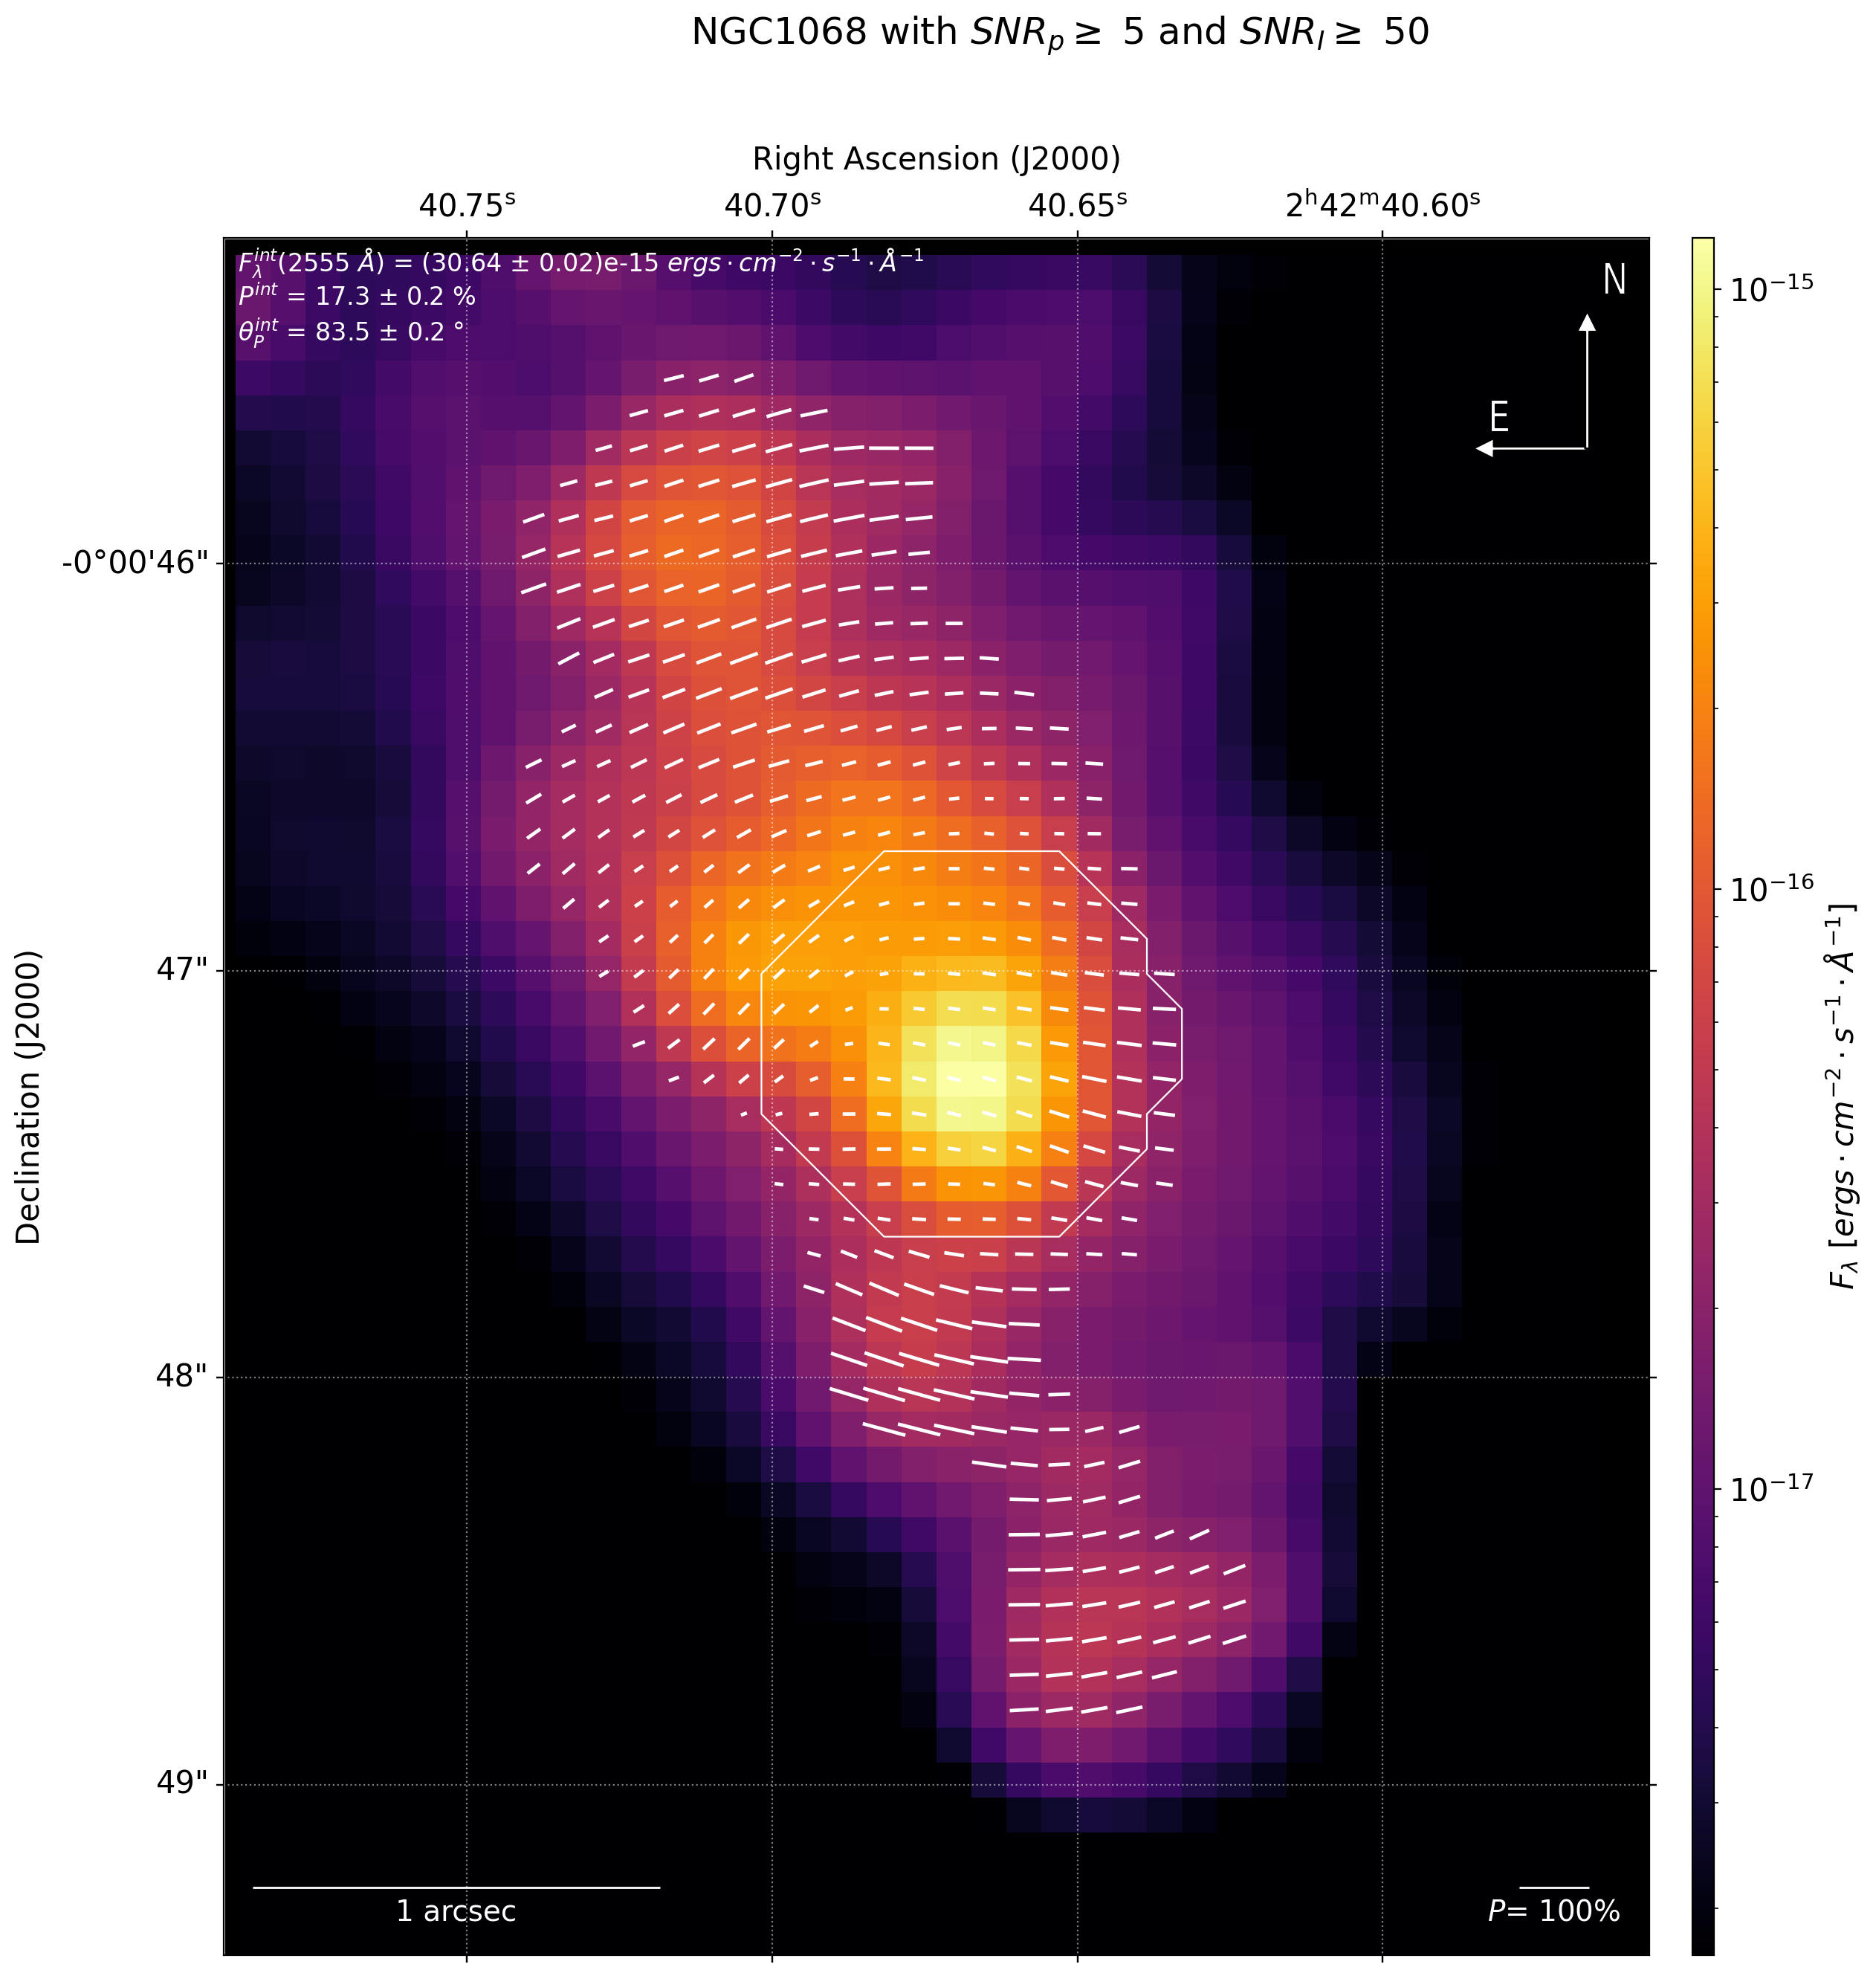 NGC1068 with SNR_p ≥ 5 and SNR_I ≥ 50
Right Ascension (J2000)
40.75ˢ 40.70ˢ 40.65ˢ 2ʰ42ᵐ40.60ˢ
F_λ^int(2555 Å) = (30.64 ± 0.02)e-15 ergs · cm⁻² · s⁻¹ · Å⁻¹
P^int = 17.3 ± 0.2 %
θ_P^int = 83.5 ± 0.2 °
N
E
10⁻¹⁵
-0°00'46"
10⁻¹⁶
47"
Declination (J2000)
F_λ [ergs · cm⁻² · s⁻¹ · Å⁻¹]
48"
10⁻¹⁷
49"
1 arcsec
P= 100%